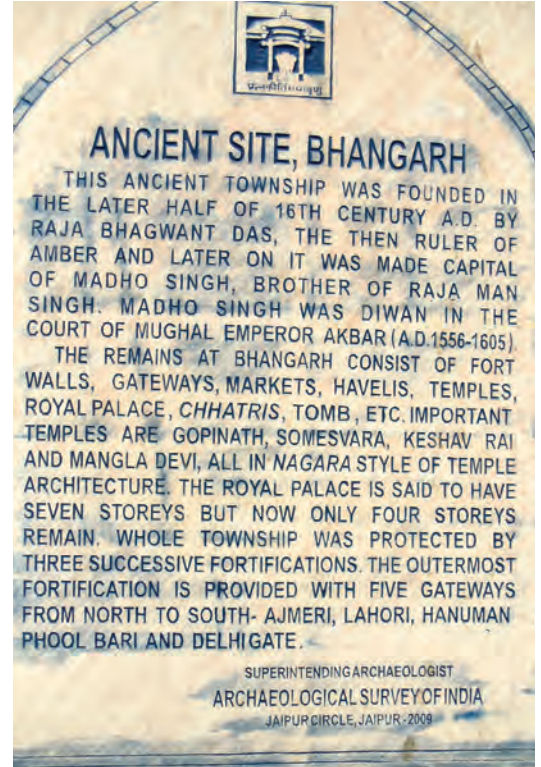 ANCIENT SITE, BHANGARH
THIS ANCIENT TOWNSHIP WAS FOUNDED IN
THE LATER HALF OF 16TH CENTURY A.D. BY
RAJA BHAGWANT DAS, THE THEN RULER OF
AMBER AND LATER ON IT WAS MADE CAPITAL
OF MADHO SINGH, BROTHER OF RAJA MAN
SINGH. MADHO SINGH WAS DIWAN IN THE
COURT OF MUGHAL EMPEROR AKBAR (A.D.1556-1605).
THE REMAINS AT BHANGARH CONSIST OF FORT
WALLS, GATEWAYS, MARKETS, HAVELIS, TEMPLES,
ROYAL PALACE, CHHATRIS, TOMB, ETC. IMPORTANT
TEMPLES ARE GOPINATH, SOMESVARA, KESHAV RAI
AND MANGLA DEVI, ALL IN NAGARA STYLE OF TEMPLE
ARCHITECTURE. THE ROYAL PALACE IS SAID TO HAVE
SEVEN STOREYS BUT NOW ONLY FOUR STOREYS
REMAIN. WHOLE TOWNSHIP WAS PROTECTED BY
THREE SUCCESSIVE FORTIFICATIONS. THE OUTERMOST
FORTIFICATION IS PROVIDED WITH FIVE GATEWAYS
FROM NORTH TO SOUTH- AJMERI, LAHORI, HANUMAN
PHOOL BARI AND DELHI GATE.
SUPERINTENDING ARCHAEOLOGIST
ARCHAEOLOGICAL SURVEY OF INDIA
JAIPUR CIRCLE, JAIPUR-2009